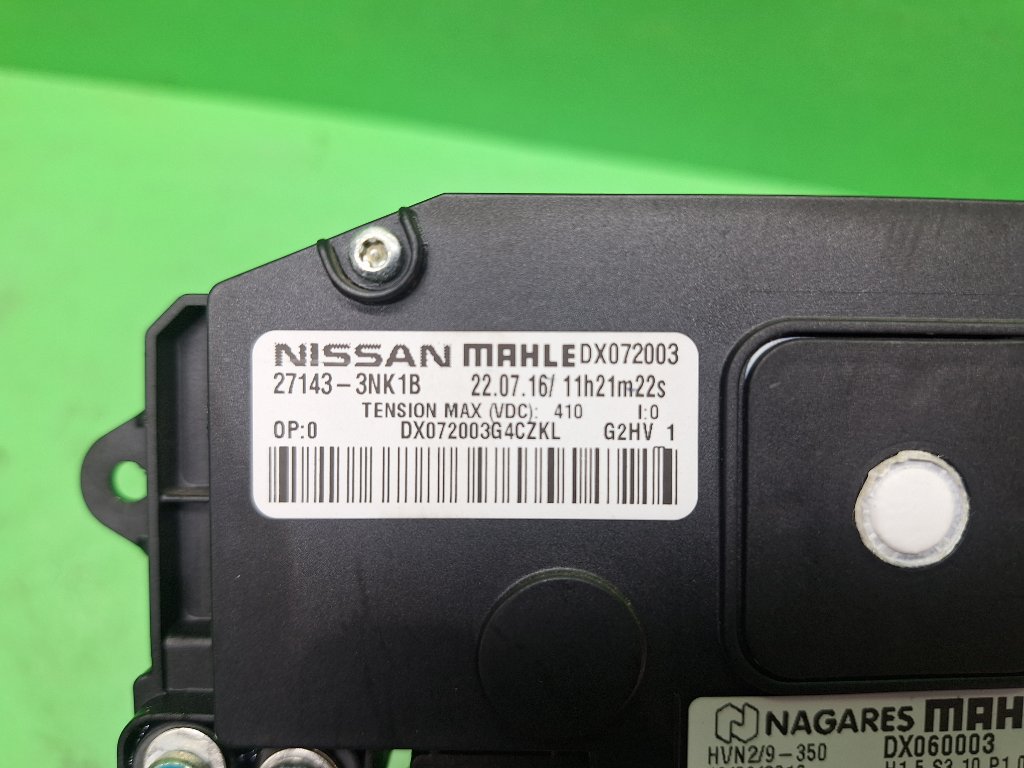 NISSAN MAHLE DX072003
27143-3NK1B 22.07.16/ 11h21m22s
TENSION MAX (VDC): 410 I:0
OP:0 DX072003G4CZKL G2HV 1
NAGARES MAH
HVN2/9-350 DX060003